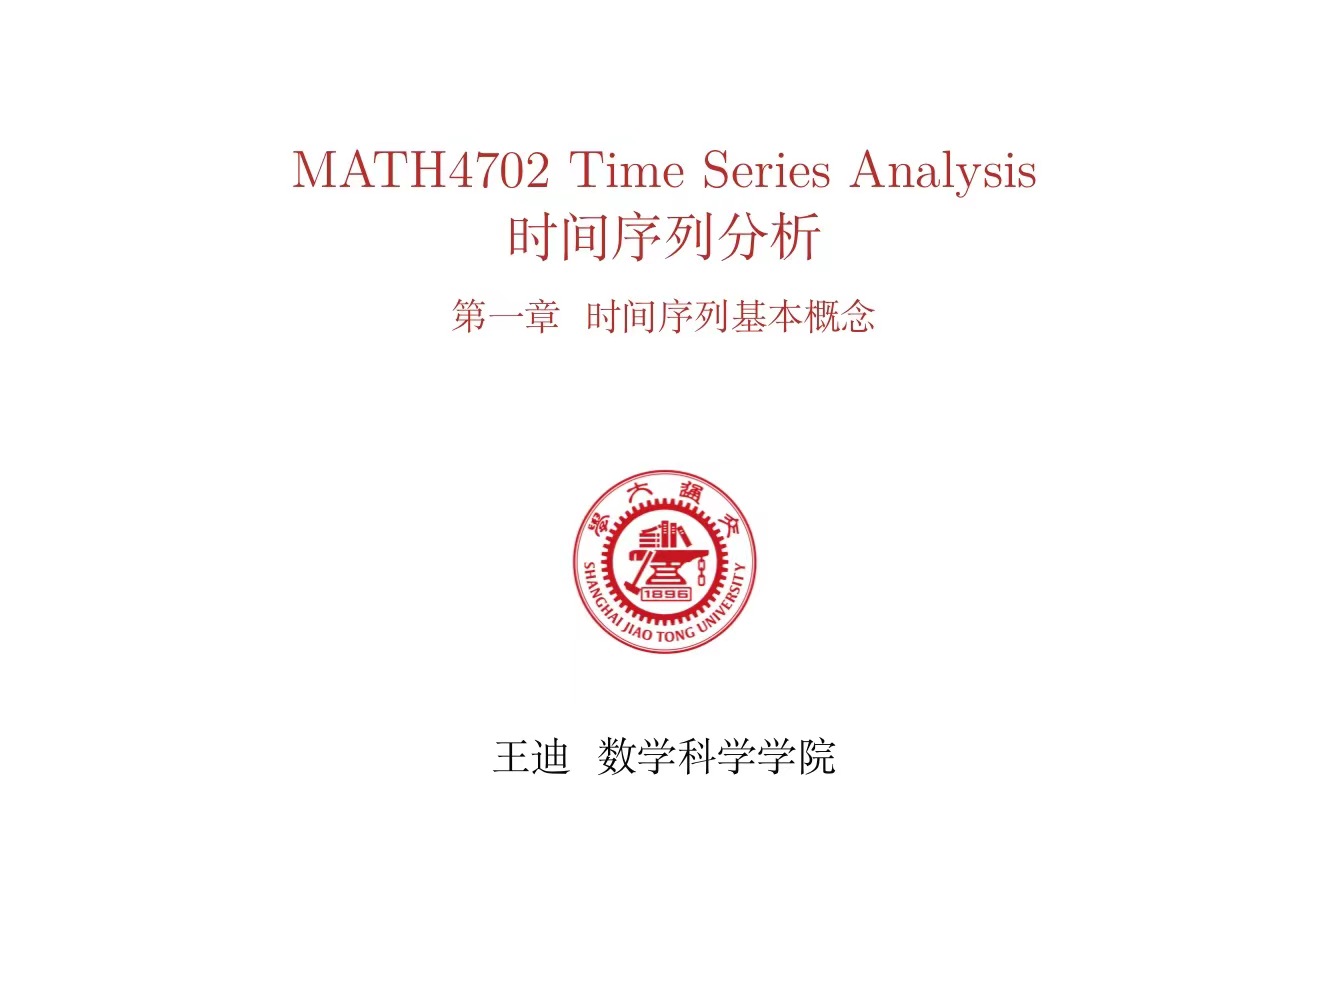 MATH4702 Time Series Analysis
时间序列分析
第一章 时间序列基本概念
學大通交
1896
SHANGHAI JIAO TONG UNIVERSITY
王迪 数学科学学院